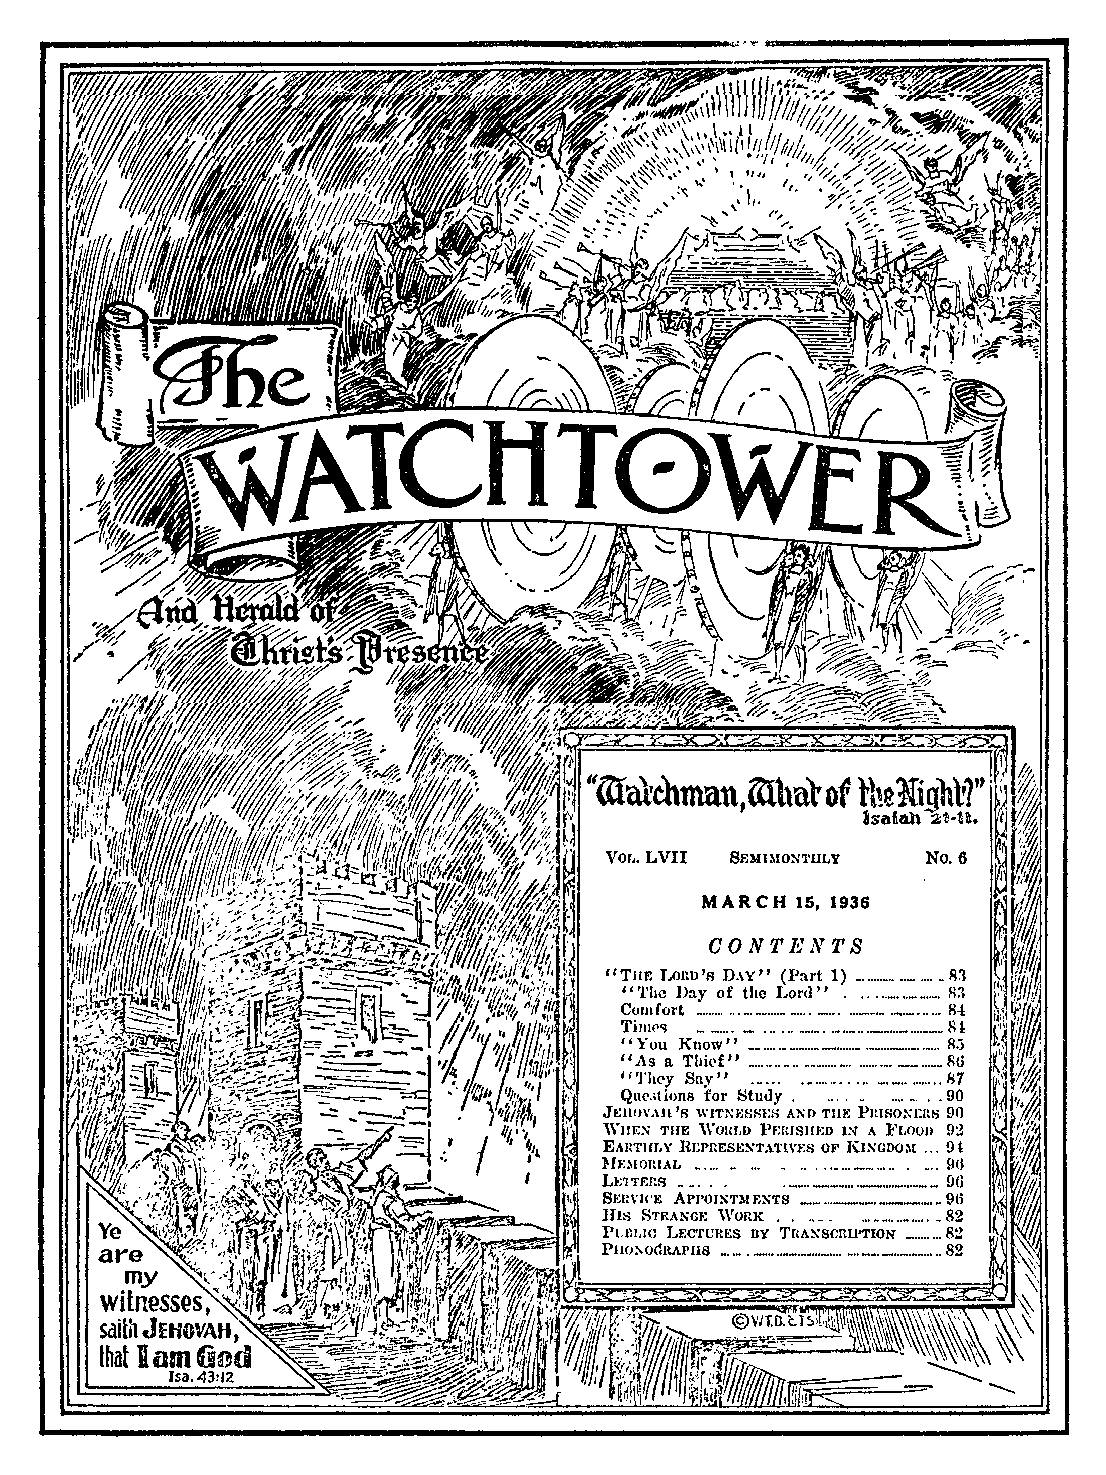 The
WATCHTOWER
And Herald of
Christ's Presence
"Watchman, What of the Night?"
Isaiah 21-11.
VOL. LVII SEMIMONTHLY No. 6
MARCH 15, 1936
CONTENTS
"THE LORD'S DAY" (Part 1) 83
"The Day of the Lord" 83
Comfort 84
Times 84
"You Know" 85
"As a Thief" 86
"They Say" 87
Questions for Study 90
JEHOVAH'S WITNESSES AND THE PRISONERS 90
WHEN THE WORLD PERISHED IN A FLOOD 92
EARTHLY REPRESENTATIVES OF KINGDOM 94
MEMORIAL 96
LETTERS 96
SERVICE APPOINTMENTS 96
HIS STRANGE WORK 82
PUBLIC LECTURES BY TRANSCRIPTION 82
PHONOGRAPHS 82
©W.T.B.&T.S.
Ye
are
my
witnesses,
saith JEHOVAH,
that I am God
Isa. 43:12